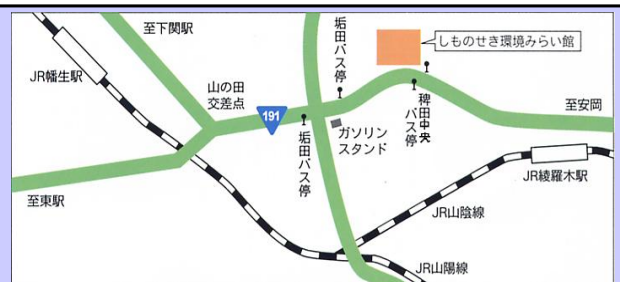 至下関駅
JR幡生駅
山の田
交差点
191
垢田バス停
しものせき環境みらい館
稗田中央
バス停
至安岡
ガソリン
スタンド
垢田バス停
JR綾羅木駅
至東駅
JR山陰線
JR山陽線